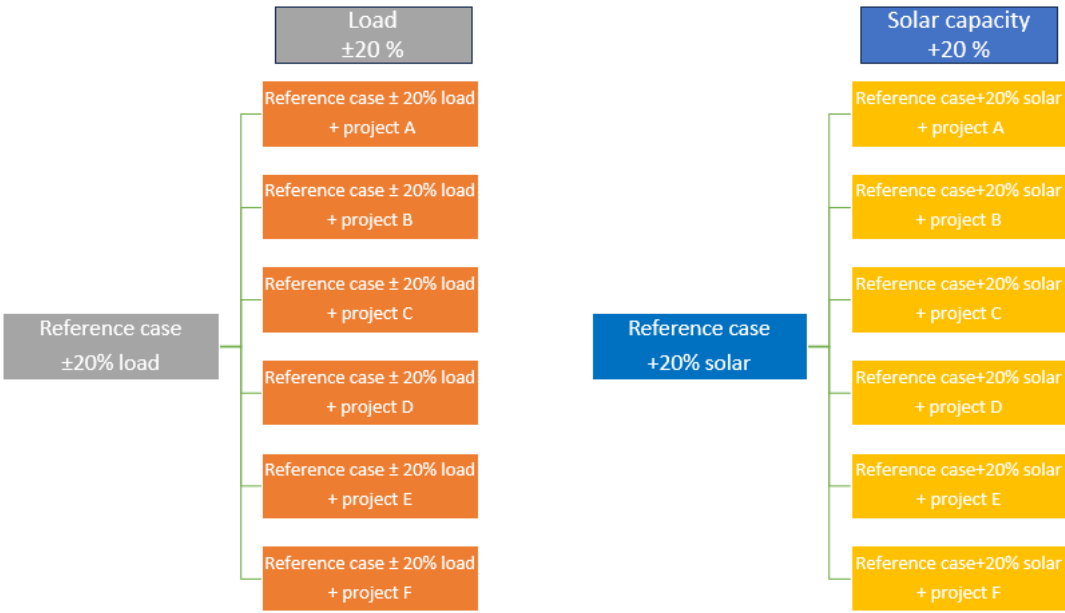 Load
±20 %
Reference case ± 20% load
+ project A
Reference case ± 20% load
+ project B
Reference case ± 20% load
+ project C
Reference case
±20% load
Reference case ± 20% load
+ project D
Reference case ± 20% load
+ project E
Reference case ± 20% load
+ project F
Solar capacity
+20 %
Reference case+20% solar
+ project A
Reference case+20% solar
+ project B
Reference case+20% solar
+ project C
Reference case
+20% solar
Reference case+20% solar
+ project D
Reference case+20% solar
+ project E
Reference case+20% solar
+ project F